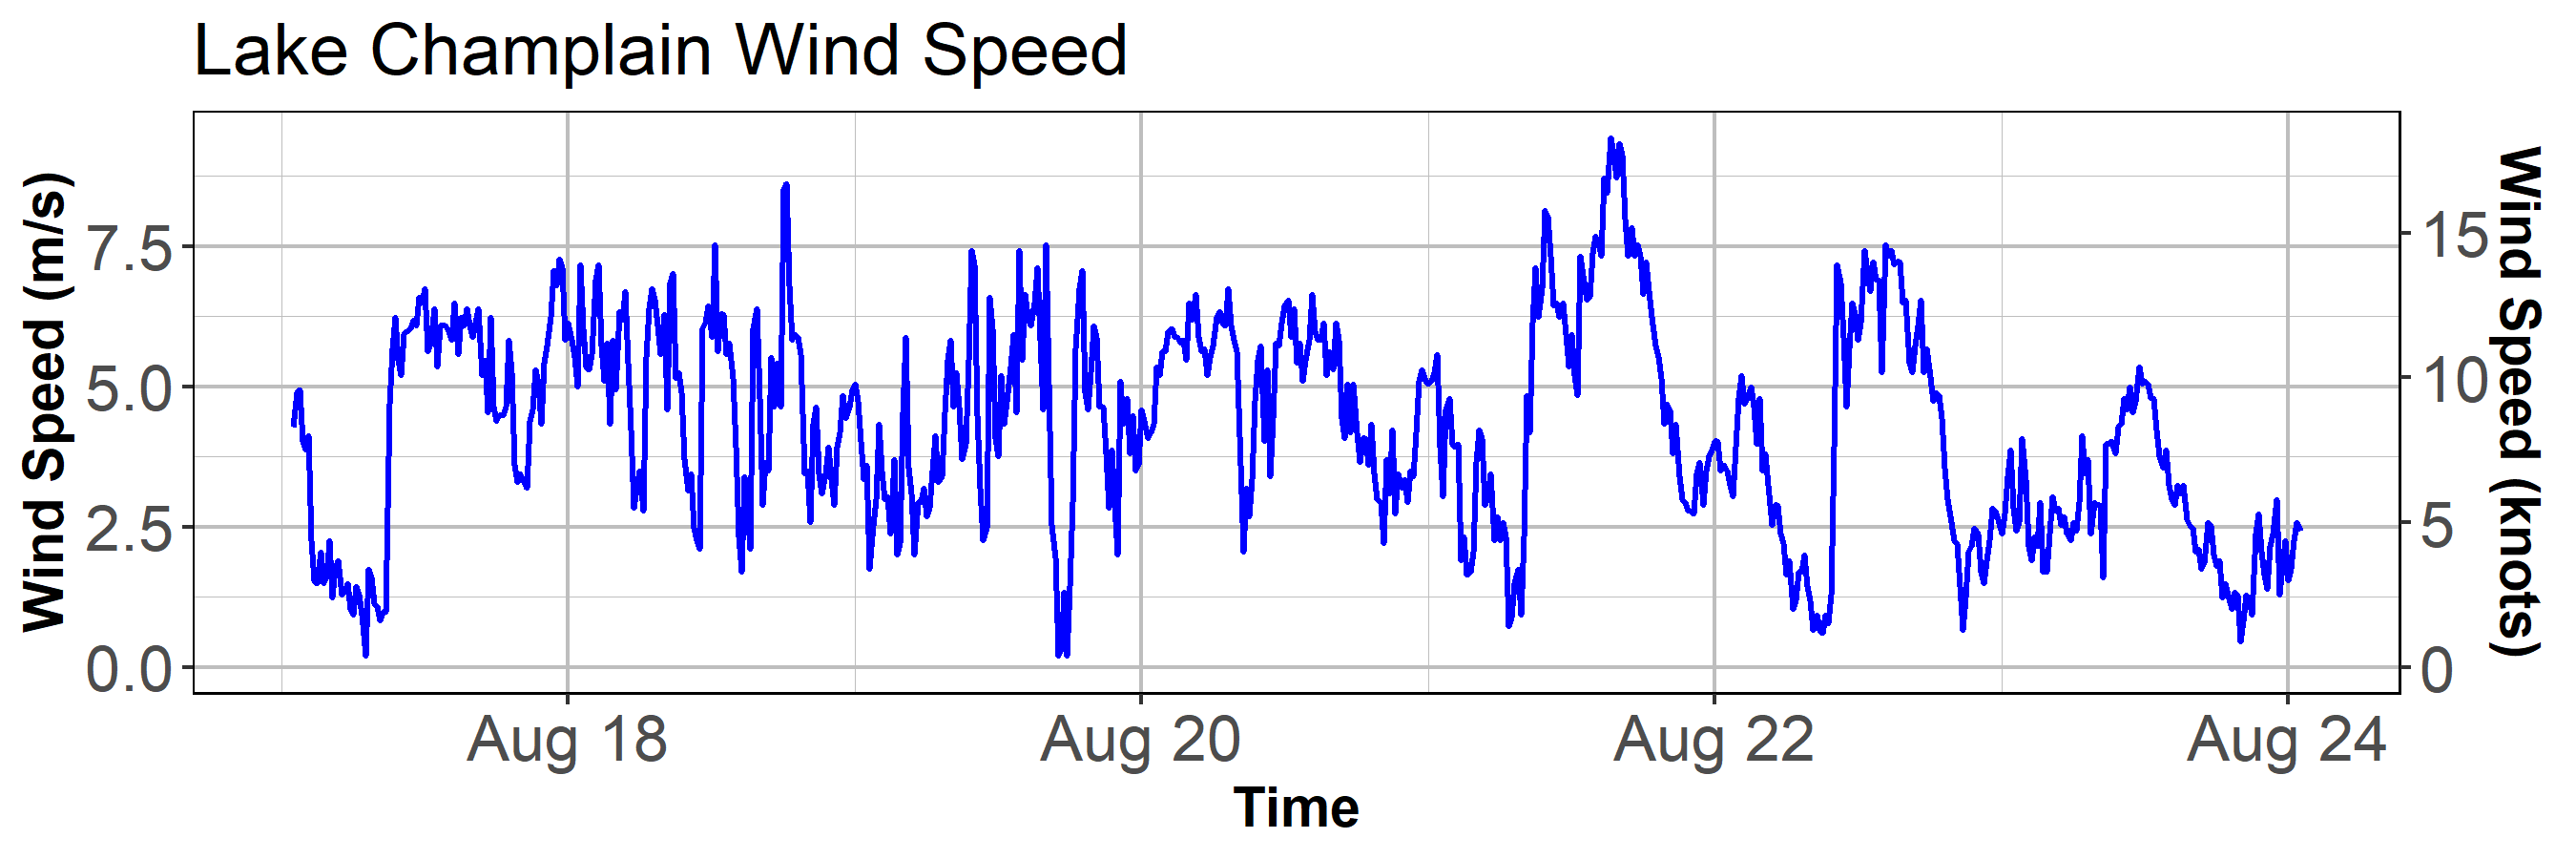 Lake Champlain Wind Speed
Wind Speed (m/s)
7.5
5.0
2.5
0.0
15
10
5
0
Wind Speed (knots)
Aug 18
Aug 20
Aug 22
Aug 24
Time